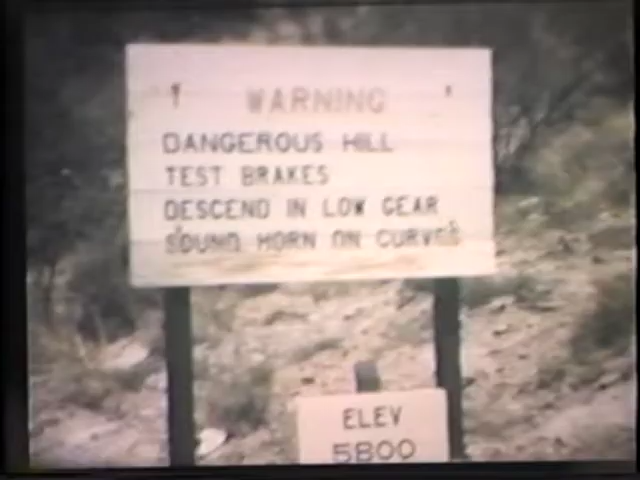 WARNING
DANGEROUS HILL
TEST BRAKES
DESCEND IN LOW GEAR
SOUND HORN ON CURVES
ELEV
5800